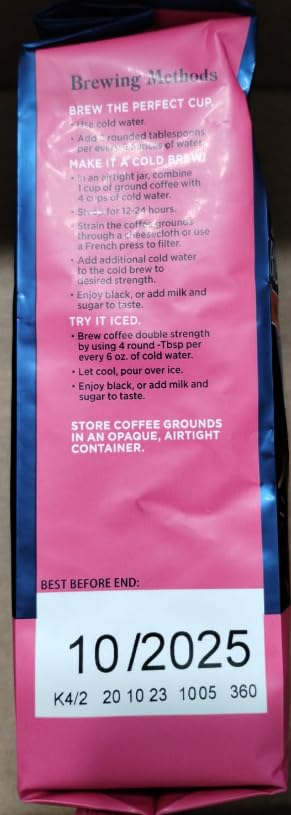 Brewing Methods
BREW THE PERFECT CUP.
• Use cold water.
• Add rounded tablespoons
per every ounces of water.
MAKE IT A COLD BREW!
• In an airtight jar, combine
1 cup of ground coffee with
4 cups of cold water.
• Steep for 12-24 hours.
• Strain the coffee grounds
through a cheesecloth or use
a French press to filter.
• Add additional cold water
to the cold brew to
desired strength.
• Enjoy black, or add milk and
sugar to taste.
TRY IT ICED.
• Brew coffee double strength
by using 4 round -Tbsp per
every 6 oz. of cold water.
• Let cool, pour over ice.
• Enjoy black, or add milk and
sugar to taste.
STORE COFFEE GROUNDS
IN AN OPAQUE, AIRTIGHT
CONTAINER.
BEST BEFORE END:
10/2025
K4/2 20 10 23 1005 360